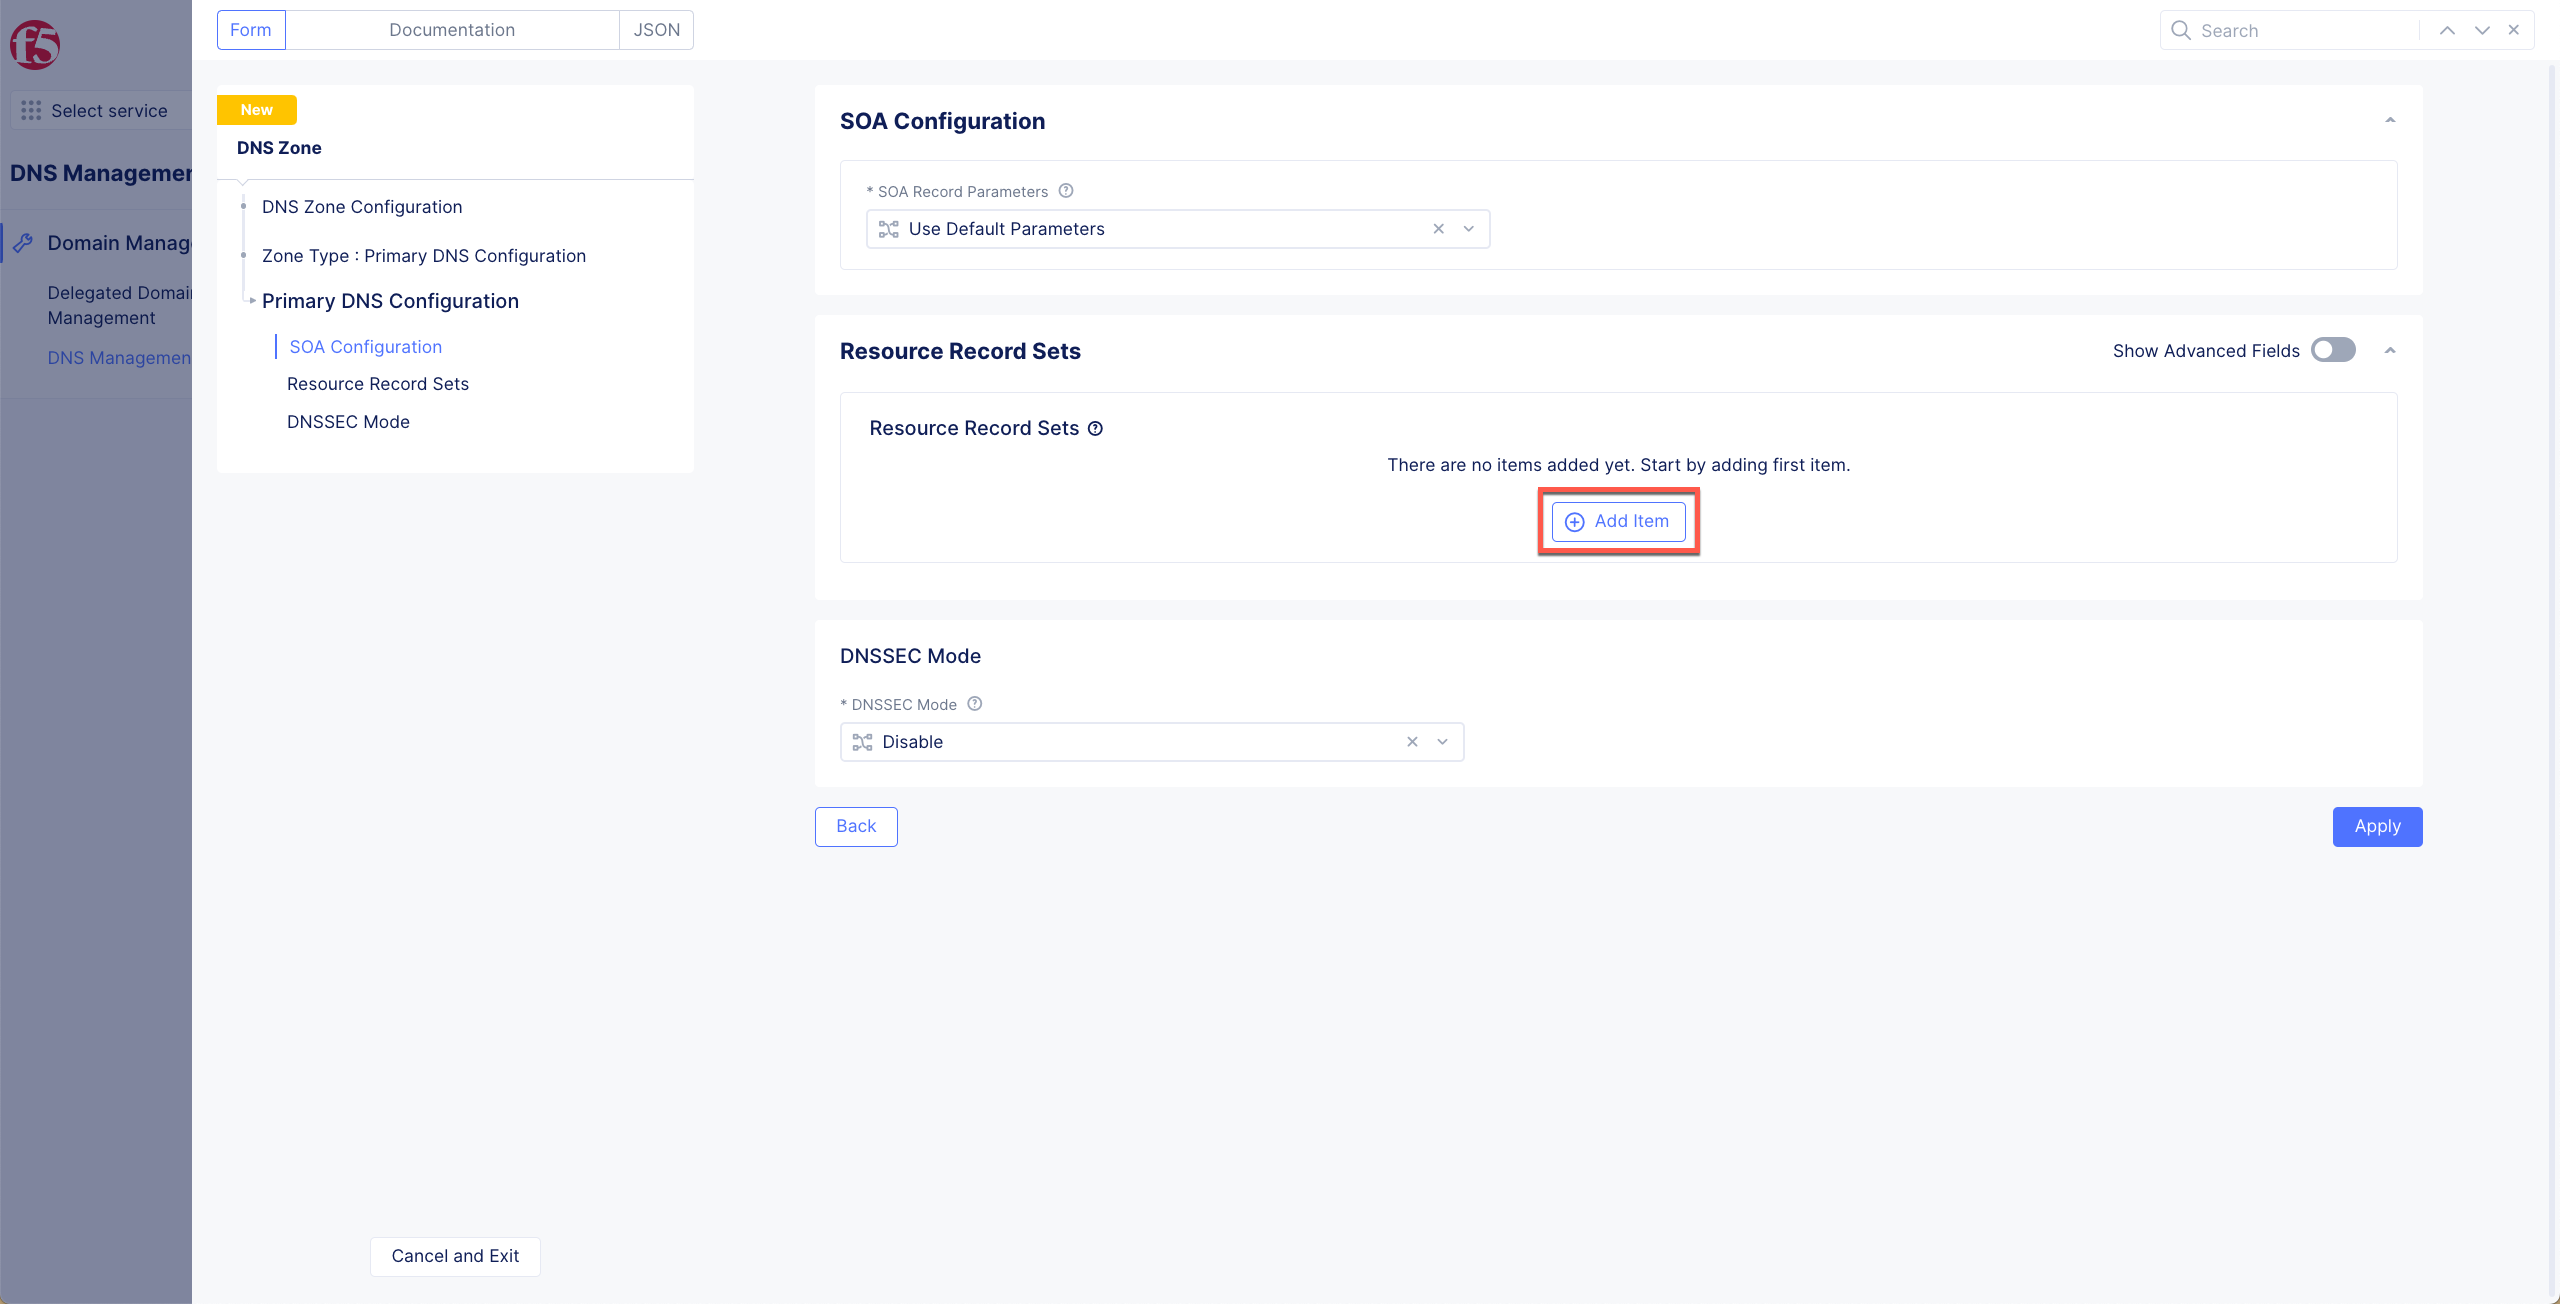 Form
Documentation
JSON
Search
f5
Select service
DNS Managemen
Domain Manage
Delegated Domain
Management
DNS Management
New
DNS Zone
DNS Zone Configuration
Zone Type : Primary DNS Configuration
Primary DNS Configuration
SOA Configuration
Resource Record Sets
DNSSEC Mode
Cancel and Exit
SOA Configuration
* SOA Record Parameters
Use Default Parameters
Resource Record Sets
Show Advanced Fields
Resource Record Sets
There are no items added yet. Start by adding first item.
Add Item
DNSSEC Mode
* DNSSEC Mode
Disable
Back
Apply